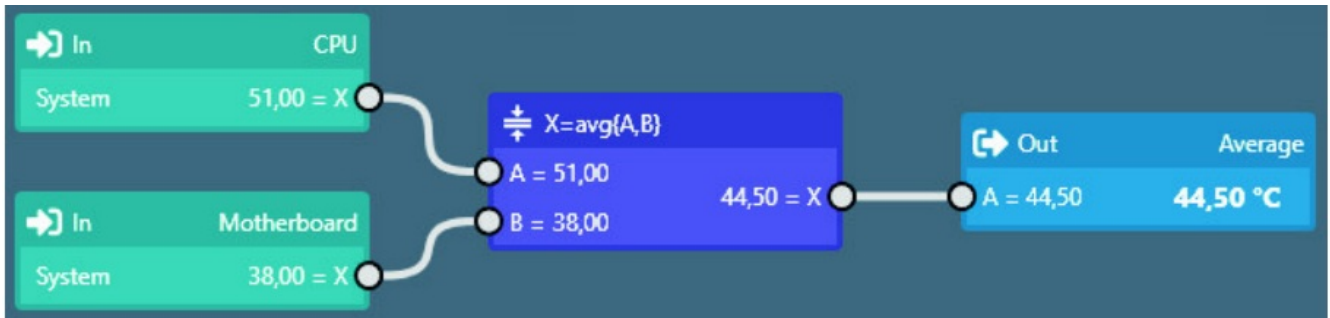 In CPU
System 51,00 = X
In Motherboard
System 38,00 = X
X=avg{A,B}
A = 51,00
44,50 = X
B = 38,00
Out Average
A = 44,50 44,50 °C